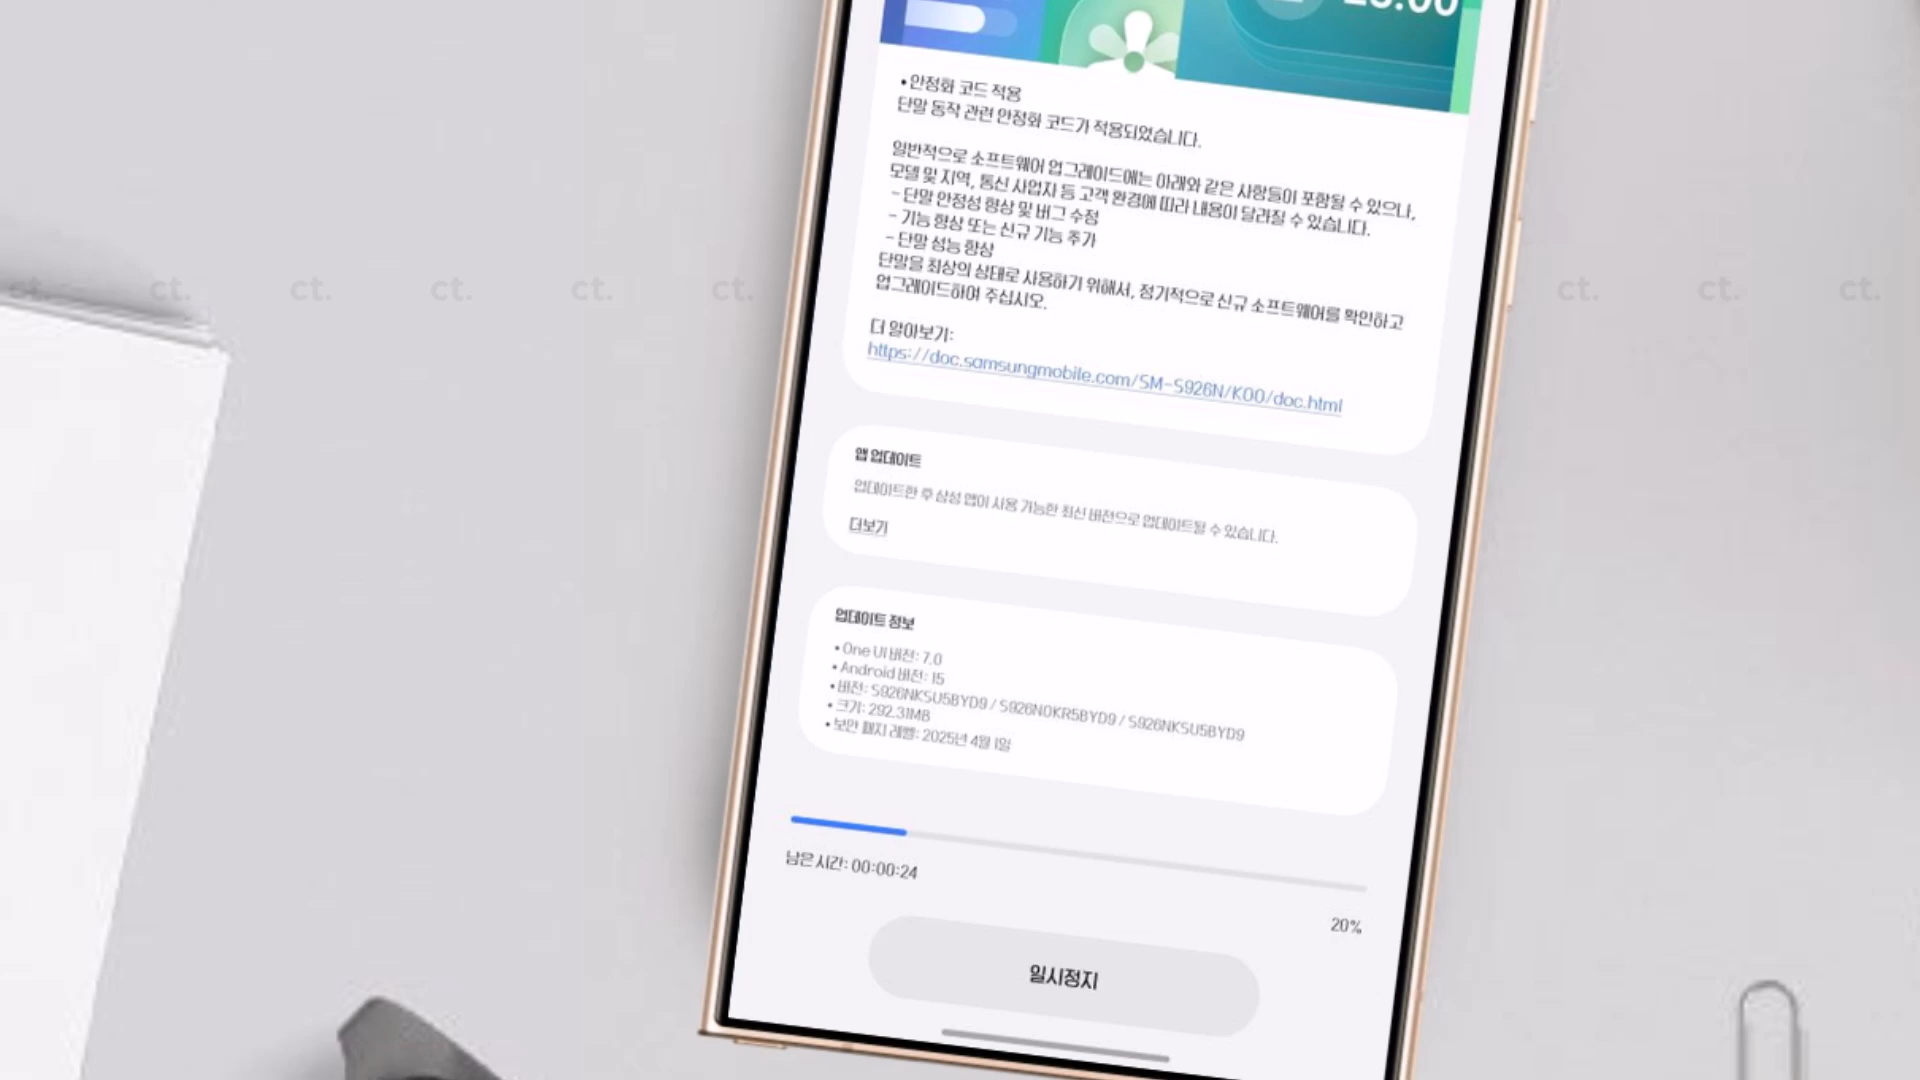 • 안정화 코드 적용
단말 동작 관련 안정화 코드가 적용되었습니다.
일반적으로 소프트웨어 업그레이드에는 아래와 같은 사항들이 포함될 수 있으나,
모델 및 지역, 통신 사업자 등 고객 환경에 따라 내용이 달라질 수 있습니다.
- 단말 안정성 향상 및 버그 수정
- 기능 향상 또는 신규 기능 추가
- 단말 성능 향상
단말을 최상의 상태로 사용하기 위해서, 정기적으로 신규 소프트웨어를 확인하고
업그레이드하여 주십시오.
더 알아보기:
https://doc.samsungmobile.com/SM-S926N/K00/doc.html
앱 업데이트
업데이트한 후 삼성 앱이 사용 가능한 최신 버전으로 업데이트될 수 있습니다.
더보기
업데이트 정보
• One UI 버전: 7.0
• Android 버전: 15
• 버전: S926NKSU5BYD9 / S926NOKR5BYD9 / S926NKSU5BYD9
• 크기: 292.31MB
• 보안 패치 레벨: 2025년 4월 1일
남은 시간: 00:00:24
20%
일시정지
ct. ct. ct. ct. ct. ct. ct. ct. ct.